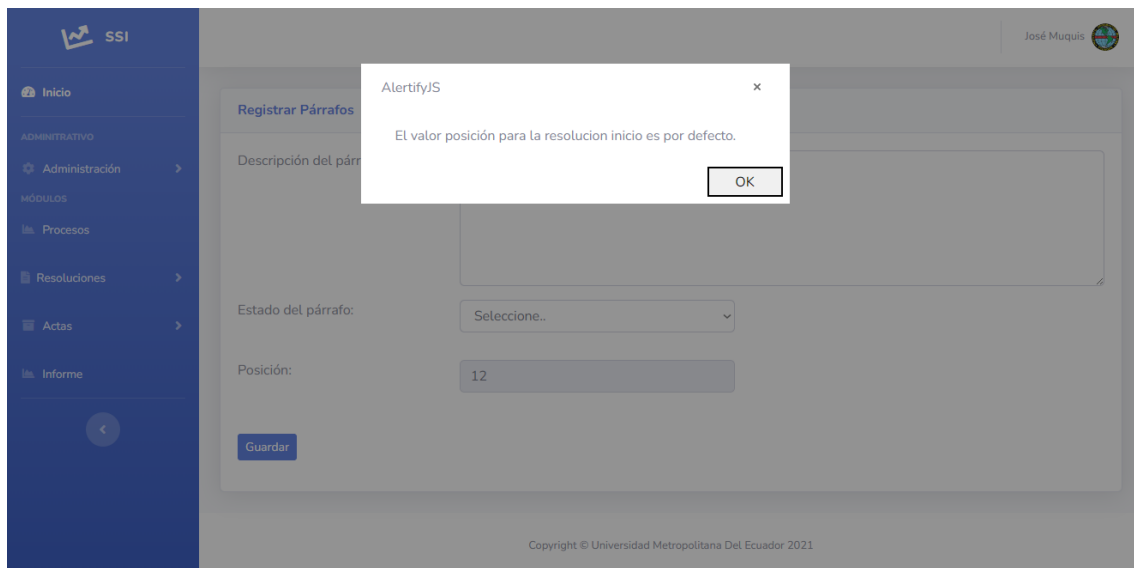 SSI
José Muquis
Inicio
ADMINISTRATIVO
Administración
MÓDULOS
Procesos
Resoluciones
Actas
Informe
AlertifyJS
×
El valor posición para la resolucion inicio es por defecto.
OK
Registrar Párrafos
Descripción del párr
Estado del párrafo:
Seleccione..
Posición:
12
Guardar
Copyright © Universidad Metropolitana Del Ecuador 2021